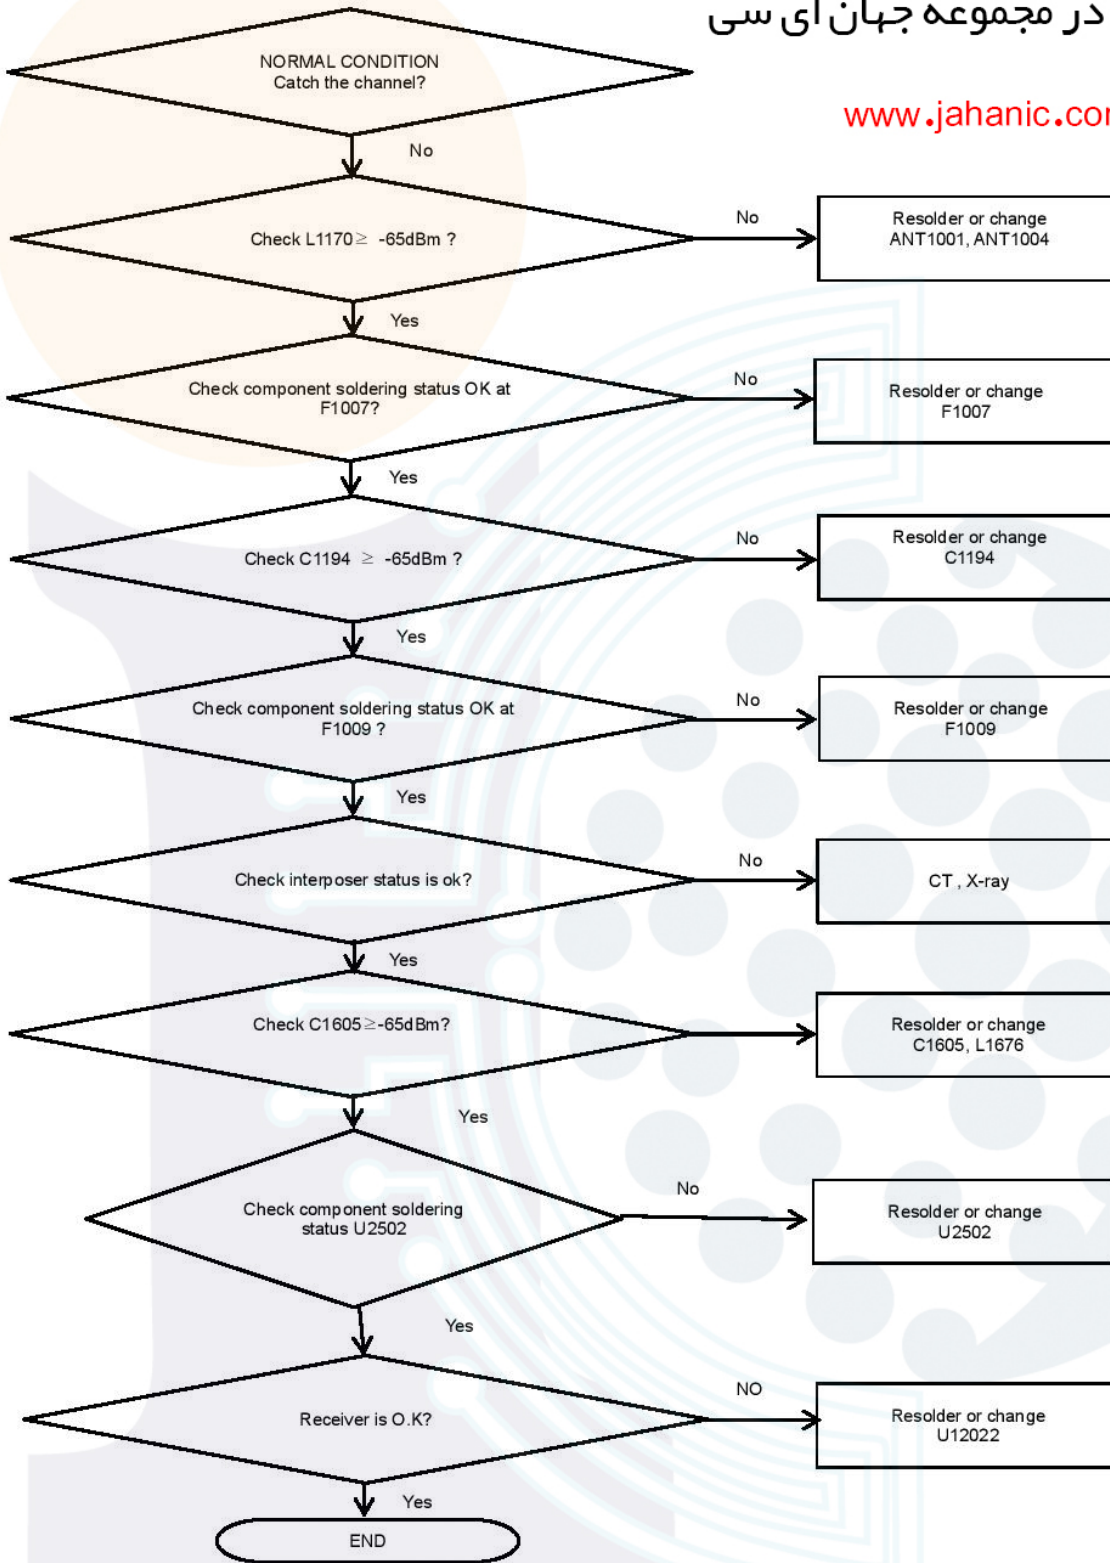 در مجموعه جهان آی سی
www.jahanic.co
NORMAL CONDITION
Catch the channel?
No
Check L1170≥ -65dBm ?
No
Resolder or change
ANT1001, ANT1004
Yes
Check component soldering status OK at
F1007?
No
Resolder or change
F1007
Yes
Check C1194 ≥ -65dBm ?
No
Resolder or change
C1194
Yes
Check component soldering status OK at
F1009 ?
No
Resolder or change
F1009
Yes
Check interposer status is ok?
No
CT , X-ray
Yes
Check C1605≥-65dBm?
Resolder or change
C1605, L1676
Yes
Check component soldering
status U2502
No
Resolder or change
U2502
Yes
Receiver is O.K?
NO
Resolder or change
U12022
Yes
END